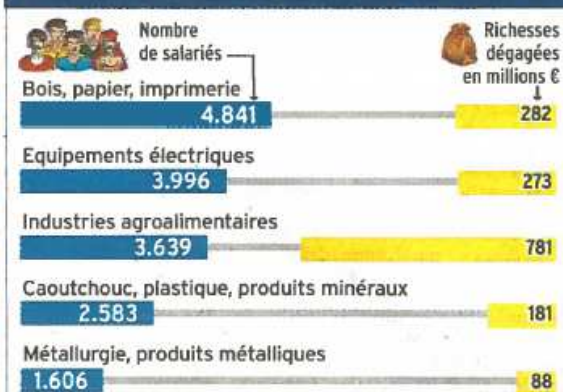 Nombre
de salariés
Richesses
dégagées
en millions €
Bois, papier, imprimerie
4.841 282
Equipements électriques
3.996 273
Industries agroalimentaires
3.639 781
Caoutchouc, plastique, produits minéraux
2.583 181
Métallurgie, produits métalliques
1.606 88